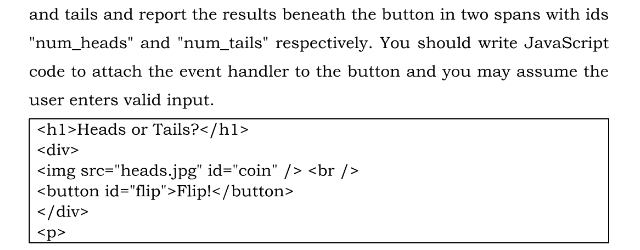 and tails and report the results beneath the button in two spans with ids
"num_heads" and "num_tails" respectively. You should write JavaScript
code to attach the event handler to the button and you may assume the
user enters valid input.
<h1>Heads or Tails?</h1>
<div>
<img src="heads.jpg" id="coin" /> <br />
<button id="flip">Flip!</button>
</div>
<p>